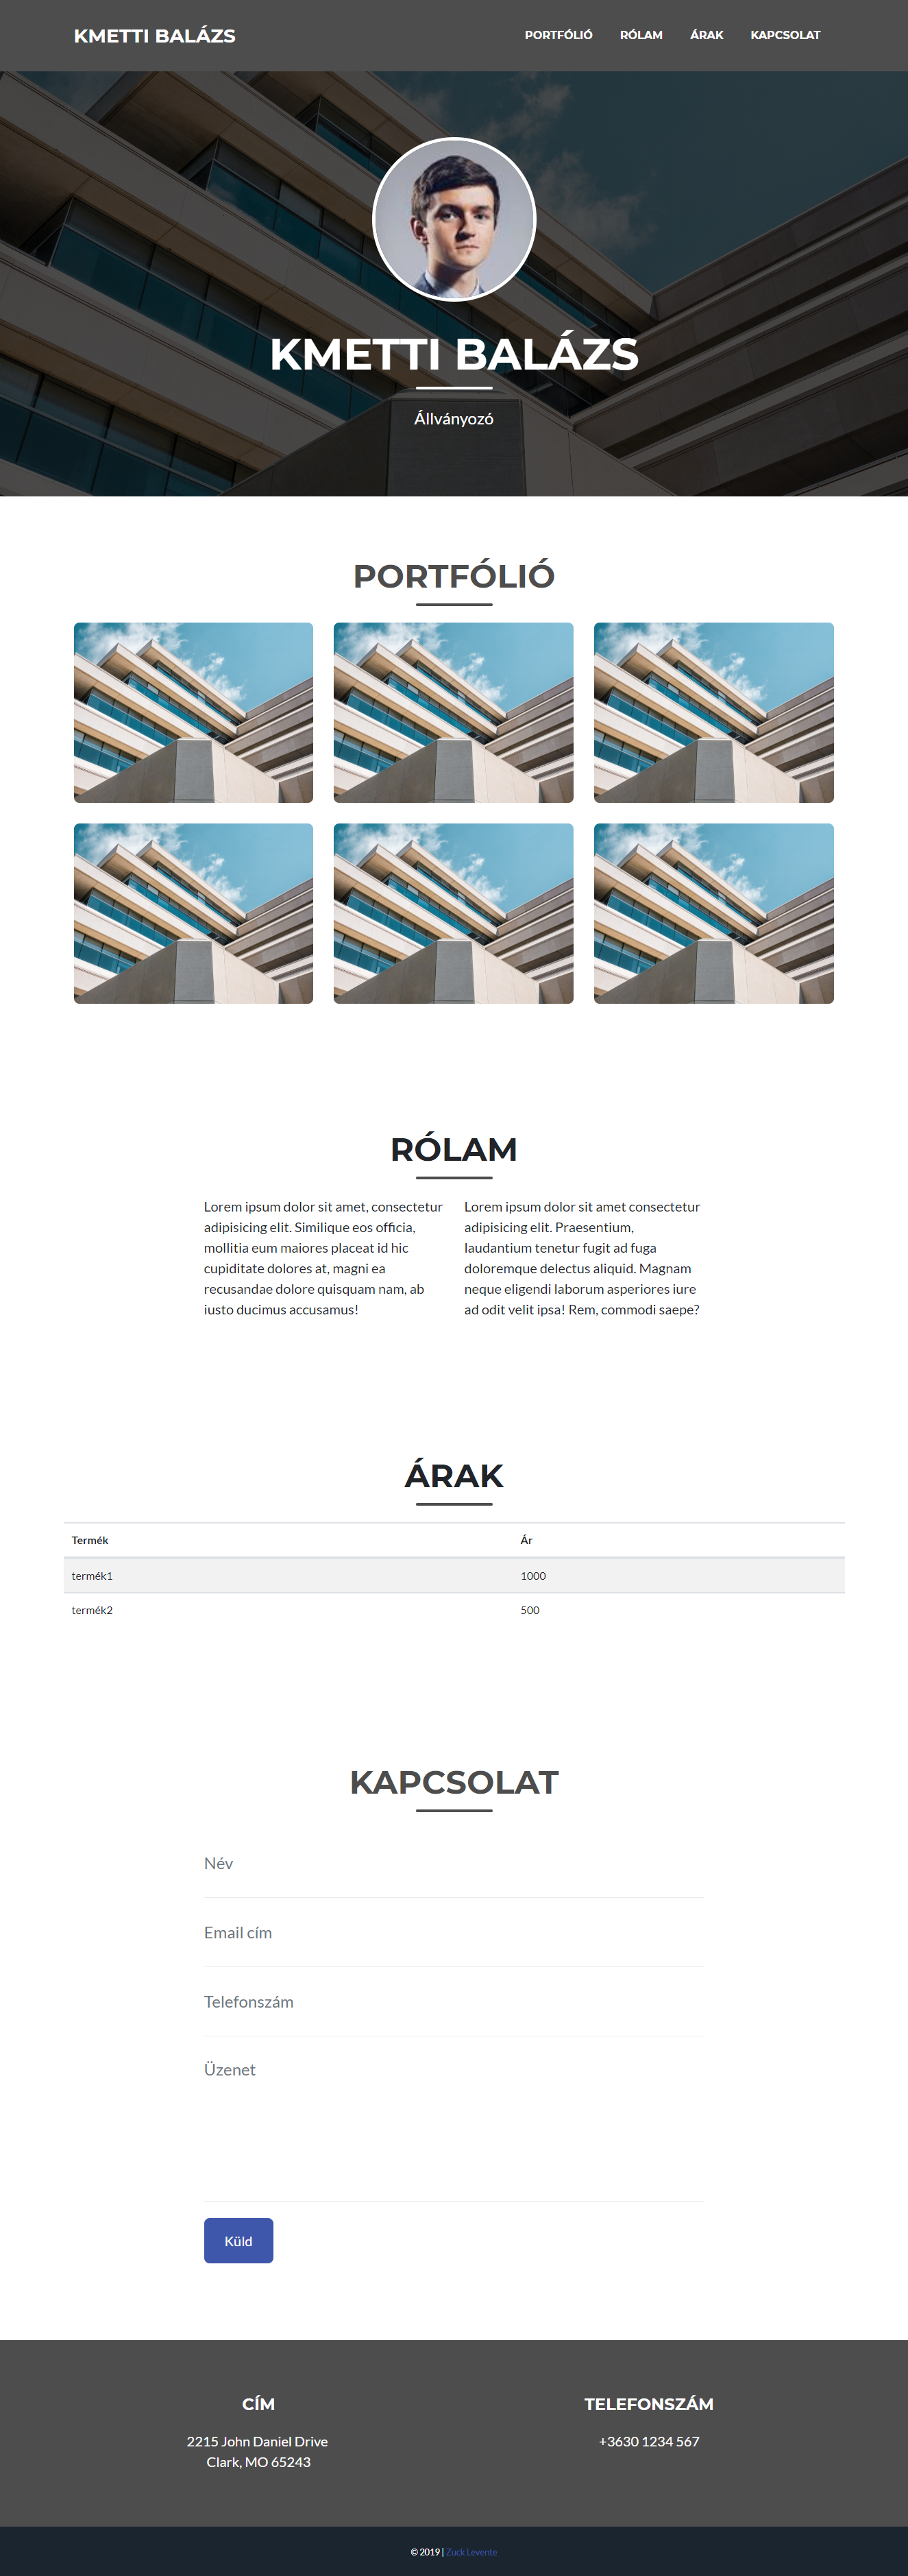 KMETTI BALÁZS
PORTFÓLIÓ RÓLAM ÁRAK KAPCSOLAT
KMETTI BALÁZS
Állványozó
PORTFÓLIÓ
RÓLAM
Lorem ipsum dolor sit amet, consectetur
adipisicing elit. Similique eos officia,
mollitia eum maiores placeat id hic
cupiditate dolores at, magni ea
recusandae dolore quisquam nam, ab
iusto ducimus accusamus!
Lorem ipsum dolor sit amet consectetur
adipisicing elit. Praesentium,
laudantium tenetur fugit ad fuga
doloremque delectus aliquid. Magnam
neque eligendi laborum asperiores iure
ad odit velit ipsa! Rem, commodi saepe?
ÁRAK
Termék Ár
termék1 1000
termék2 500
KAPCSOLAT
Név
Email cím
Telefonszám
Üzenet
Küld
CÍM
2215 John Daniel Drive
Clark, MO 65243
TELEFONSZÁM
+3630 1234 567
© 2019 | Zuck Levente